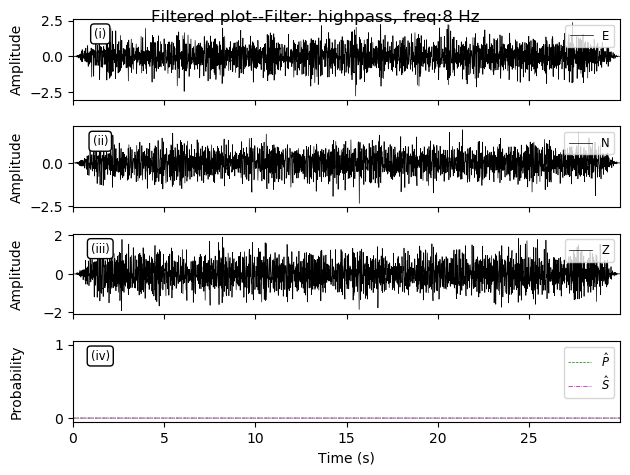 Filtered plot--Filter: highpass, freq:8 Hz
2.5
0.0
−2.5
Amplitude
(i)
E
0.0
−2.5
Amplitude
(ii)
N
2
0
−2
Amplitude
(iii)
Z
1
0
Probability
(iv)
P̂
Ŝ
0 5 10 15 20 25
Time (s)